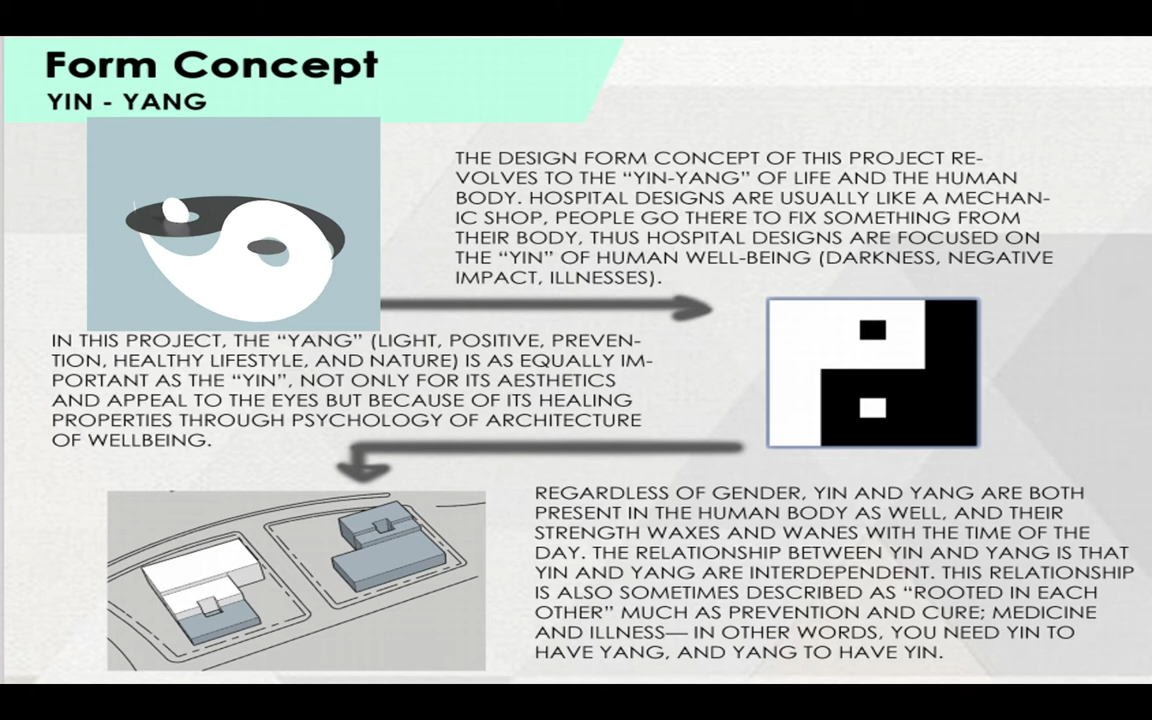 Form Concept
YIN - YANG
THE DESIGN FORM CONCEPT OF THIS PROJECT RE-
VOLVES TO THE “YIN-YANG” OF LIFE AND THE HUMAN
BODY. HOSPITAL DESIGNS ARE USUALLY LIKE A MECHAN-
IC SHOP, PEOPLE GO THERE TO FIX SOMETHING FROM
THEIR BODY, THUS HOSPITAL DESIGNS ARE FOCUSED ON
THE “YIN” OF HUMAN WELL-BEING (DARKNESS, NEGATIVE
IMPACT, ILLNESSES).
IN THIS PROJECT, THE “YANG” (LIGHT, POSITIVE, PREVEN-
TION, HEALTHY LIFESTYLE, AND NATURE) IS AS EQUALLY IM-
PORTANT AS THE “YIN”, NOT ONLY FOR ITS AESTHETICS
AND APPEAL TO THE EYES BUT BECAUSE OF ITS HEALING
PROPERTIES THROUGH PSYCHOLOGY OF ARCHITECTURE
OF WELLBEING.
REGARDLESS OF GENDER, YIN AND YANG ARE BOTH
PRESENT IN THE HUMAN BODY AS WELL, AND THEIR
STRENGTH WAXES AND WANES WITH THE TIME OF THE
DAY. THE RELATIONSHIP BETWEEN YIN AND YANG IS THAT
YIN AND YANG ARE INTERDEPENDENT. THIS RELATIONSHIP
IS ALSO SOMETIMES DESCRIBED AS “ROOTED IN EACH
OTHER” MUCH AS PREVENTION AND CURE; MEDICINE
AND ILLNESS— IN OTHER WORDS, YOU NEED YIN TO
HAVE YANG, AND YANG TO HAVE YIN.